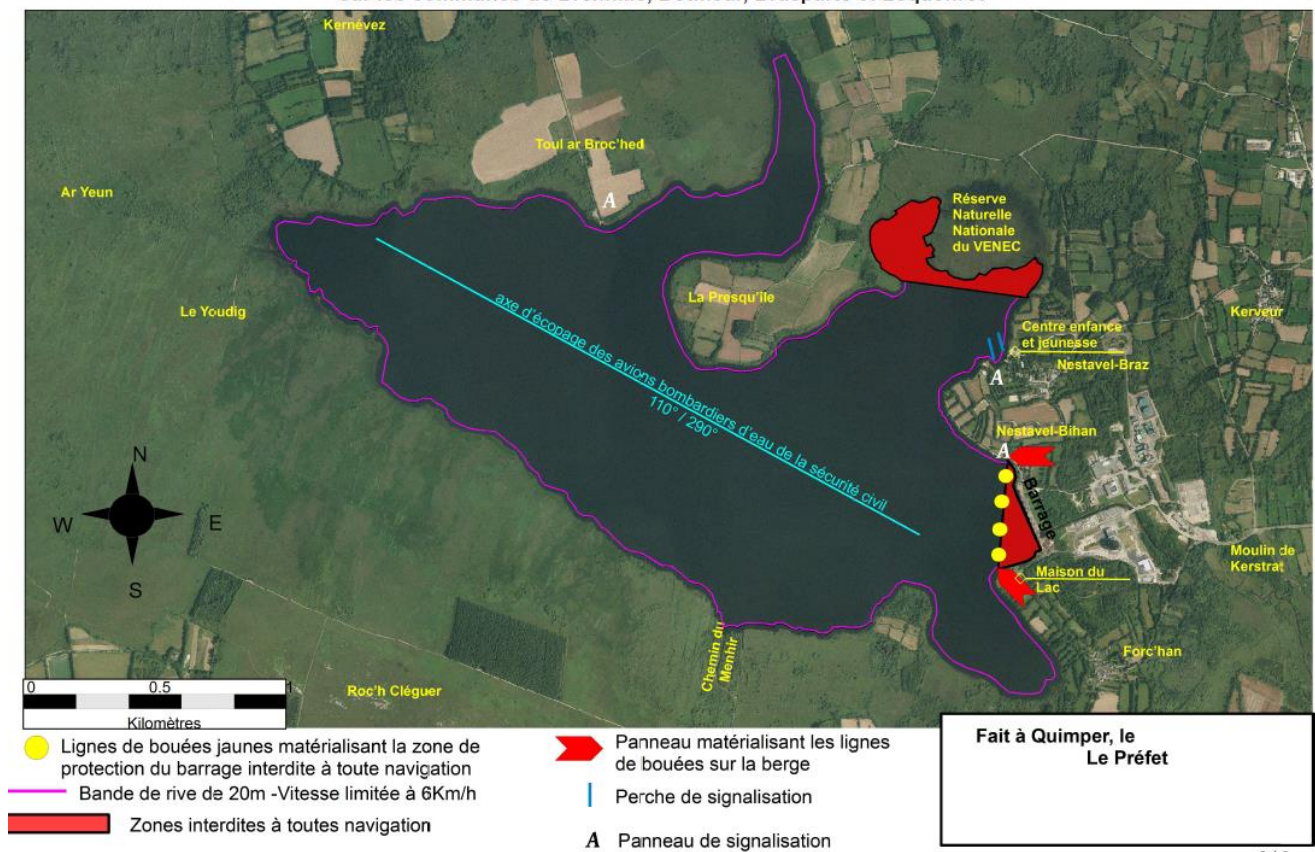 Kernévez
Toul ar Broc'hed
Ar Yeun
A
Réserve
Naturelle
Nationale
du VENEC
La Presqu'île
Le Youdig
Kerveur
Centre enfance
et jeunesse
Nestavel-Braz
A
axe d'écopage des avions bombardiers d'eau de la sécurité civil
110° / 290°
Nestavel-Bihan
A
Barrage
N
W
E
S
Moulin de
Kerstrat
Maison du
Lac
Forc'han
Chemin du
Menhir
Roc'h Cléguer
0 0.5 1
Kilomètres
Lignes de bouées jaunes matérialisant la zone de
protection du barrage interdite à toute navigation
Bande de rive de 20m -Vitesse limitée à 6Km/h
Zones interdites à toutes navigation
Panneau matérialisant les lignes
de bouées sur la berge
Perche de signalisation
A Panneau de signalisation
Fait à Quimper, le
Le Préfet